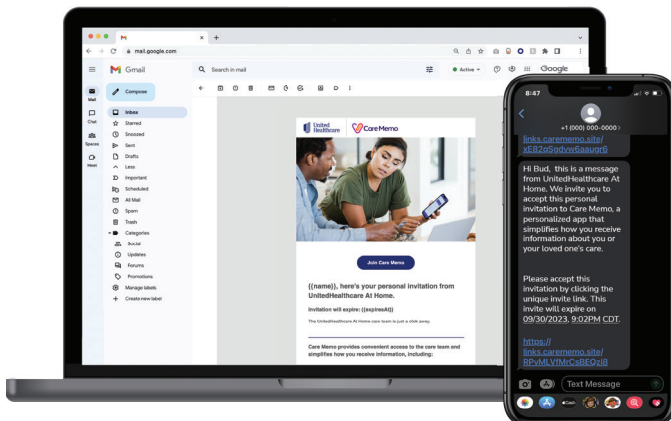 M
mail.google.com
Gmail
Search in mail
Active
Google
Compose
Mail
Chat
Spaces
Meet
Inbox
Starred
Snoozed
Sent
Drafts
Less
Important
Scheduled
All Mail
Spam
Trash
Categories
Social
Updates
Forums
Promotions
Manage labels
Create new label
United
Healthcare
Care Memo
Join Care Memo
{{name}}, here's your personal invitation from
UnitedHealthcare At Home.
Invitation will expire: {{expiresAt}}
The UnitedHealthcare At Home care team is just a click away.
Care Memo provides convenient access to the care team and
simplifies how you receive information, including:
8:47
+1 (000) 000-0000
links.carememo.site/
xE82qSgdvw6aaugr6
Hi Bud, this is a message
from UnitedHealthcare At
Home. We invite you to
accept this personal
invitation to Care Memo, a
personalized app that
simplifies how you receive
information about you or
your loved one's care.
Please accept this
invitation by clicking the
unique invite link. This
invite will expire on
09/30/2023, 9:02PM CDT.
https://
links.carememo.site/
RPvMLVfMrCsBEQzi8
Text Message
Cash